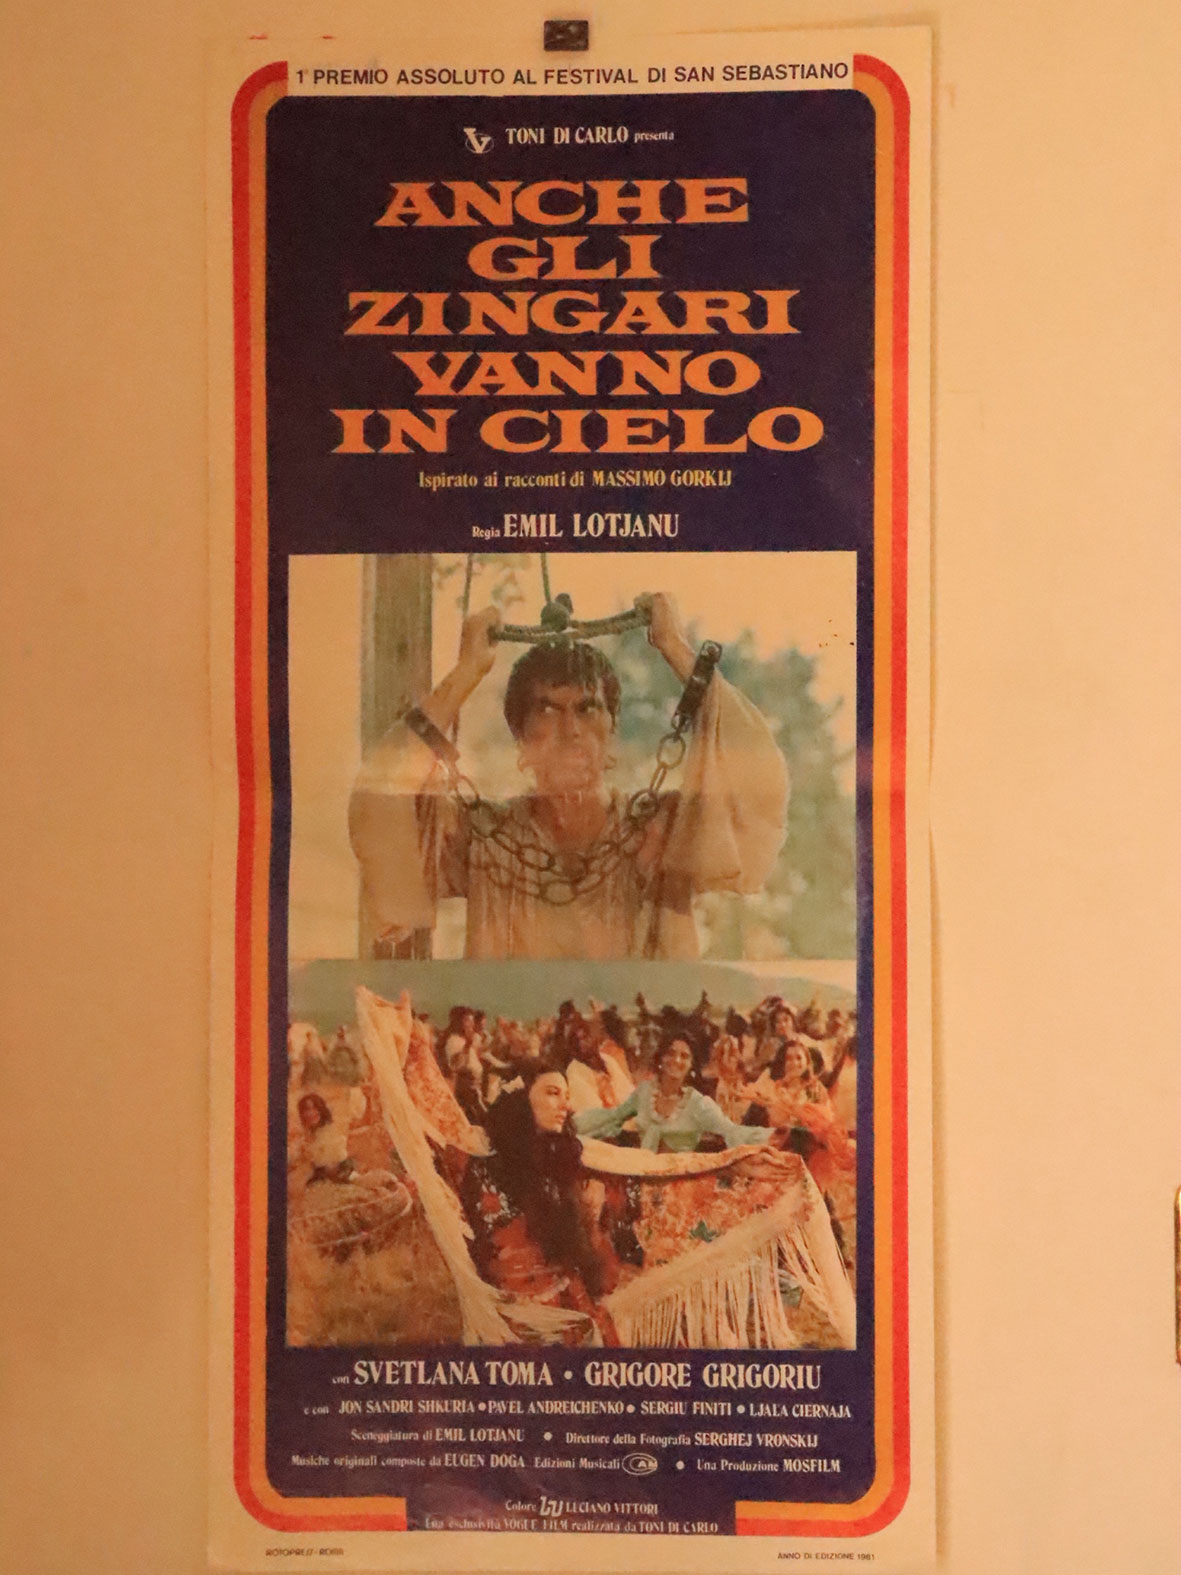 1° PREMIO ASSOLUTO AL FESTIVAL DI SAN SEBASTIANO
TONI DI CARLO presenta
ANCHE
GLI
ZINGARI
VANNO
IN CIELO
Ispirato ai racconti di MASSIMO GORKIJ
Regia EMIL LOTJANU
con SVETLANA TOMA • GRIGORE GRIGORIU
e con JON SANDRI SHKURIA • PAVEL ANDREICHENKO • SERGIU FINITI • LJALA CIERNAJA
Sceneggiatura di EMIL LOTJANU • Direttore della Fotografia SERGHEJ VRONSKIJ
Musiche originali composte da EUGEN DOGA Edizioni Musicali CAM • Una Produzione MOSFILM
Colore LV LUCIANO VITTORI
Una esclusività VOGUE FILM realizzata da TONI DI CARLO
ROTOPRESS - ROMA
ANNO DI EDIZIONE 1981